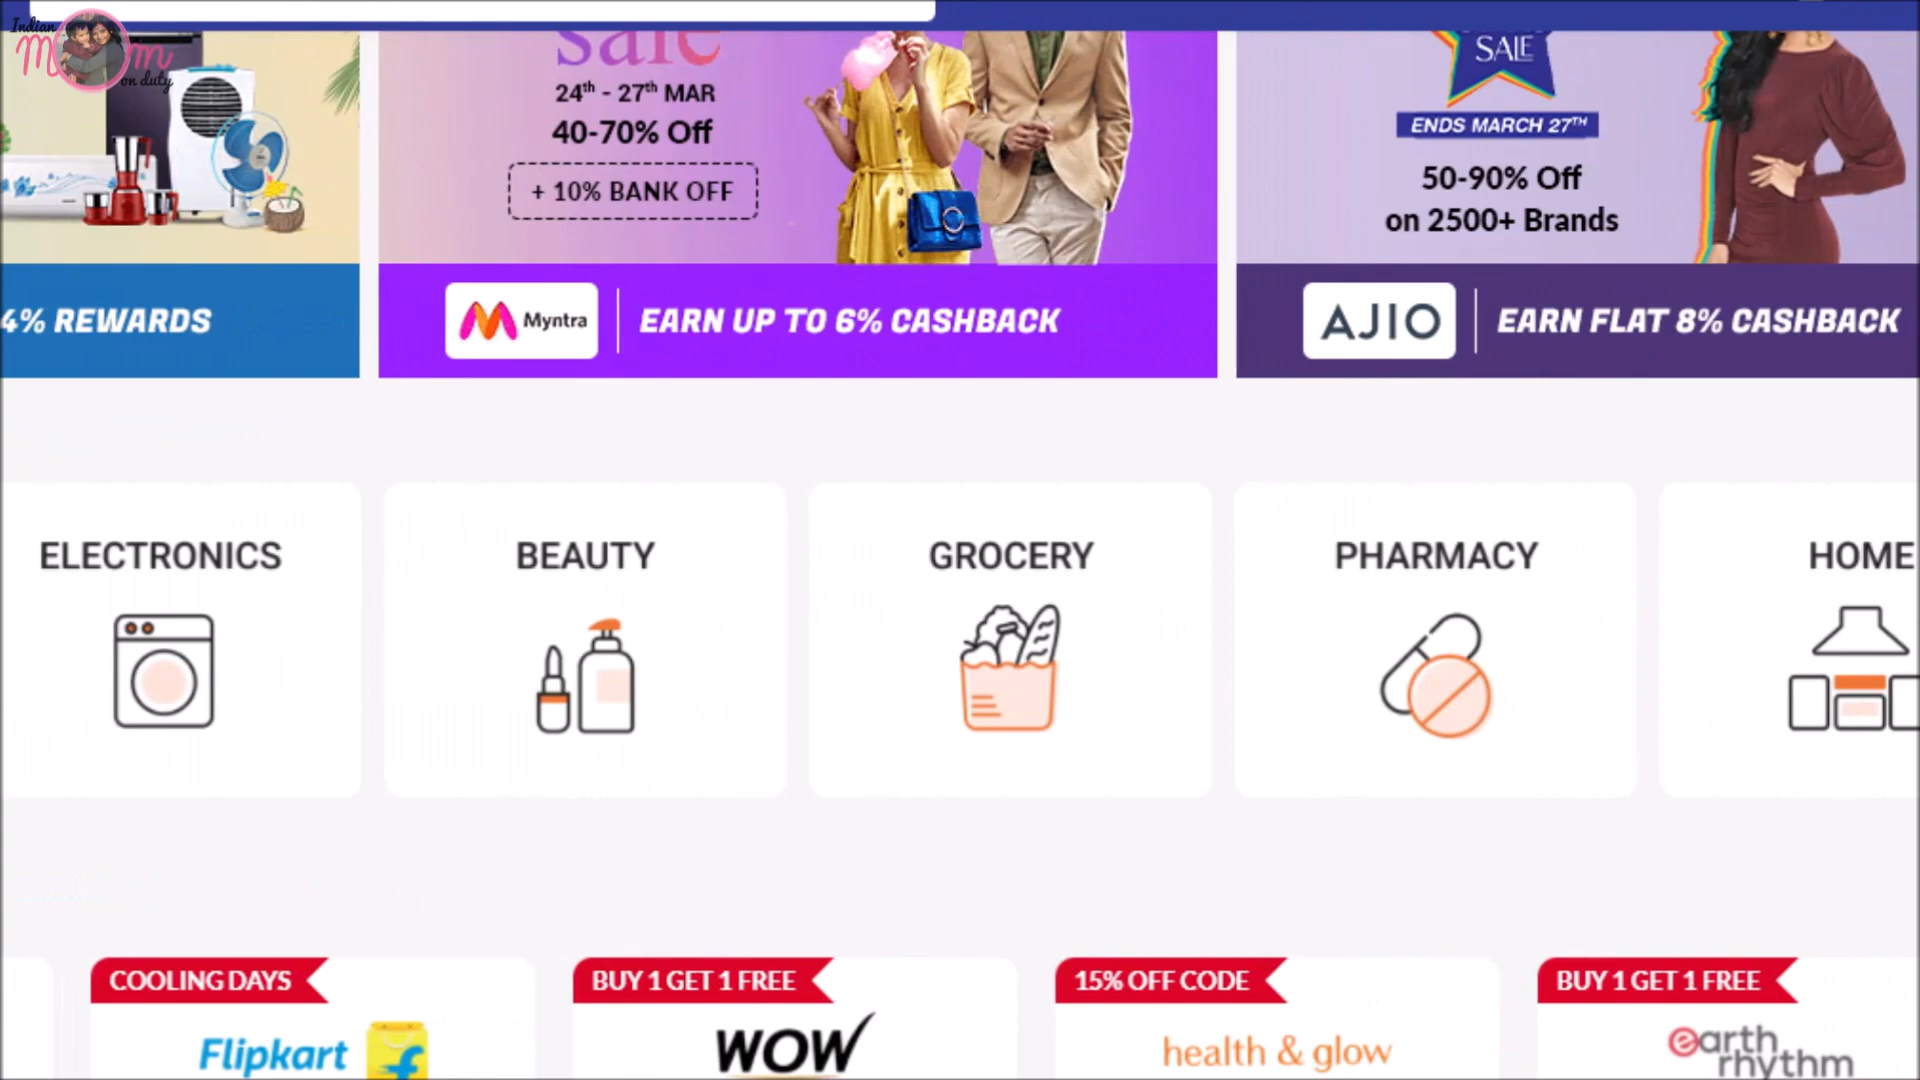 Indian
Mom
on duty
sale
24th - 27th MAR
40-70% Off
+ 10% BANK OFF
SALE
ENDS MARCH 27TH
50-90% Off
on 2500+ Brands
4% REWARDS
Myntra
EARN UP TO 6% CASHBACK
AJIO
EARN FLAT 8% CASHBACK
ELECTRONICS
BEAUTY
GROCERY
PHARMACY
HOME
COOLING DAYS
BUY 1 GET 1 FREE
15% OFF CODE
BUY 1 GET 1 FREE
Flipkart
WOW
health & glow
earth
rhythm